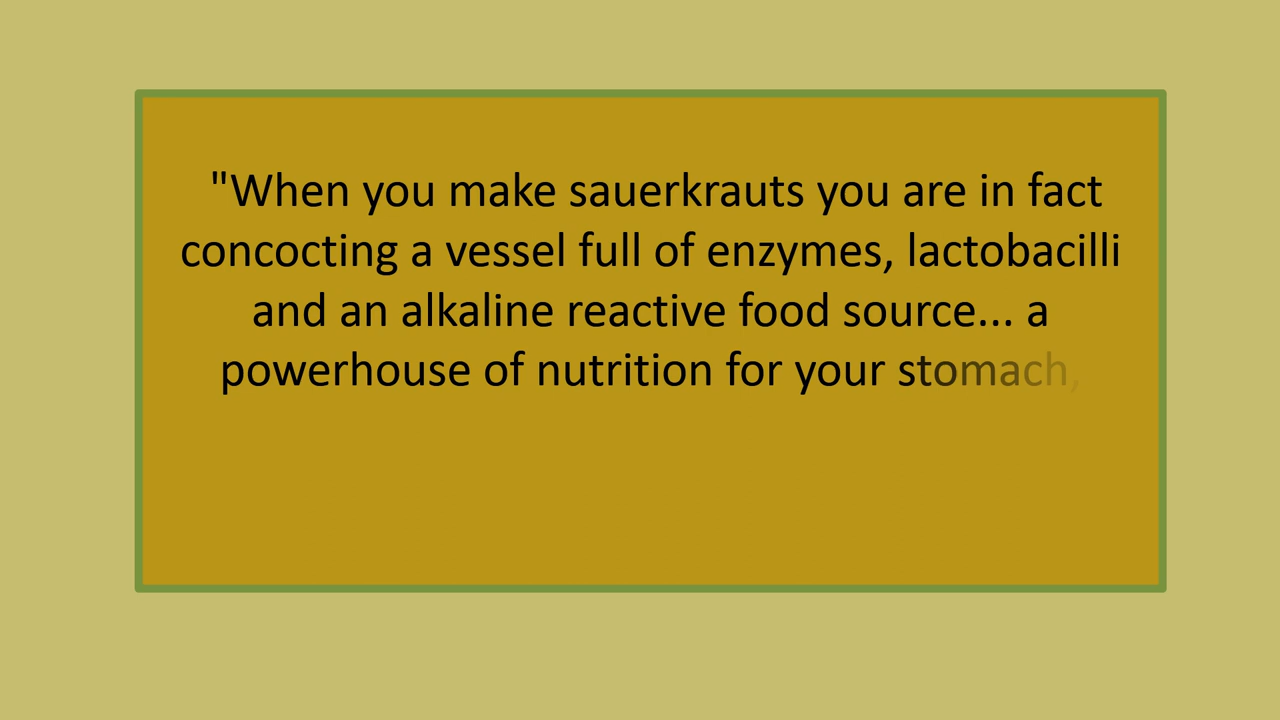 "When you make sauerkrauts you are in fact
concocting a vessel full of enzymes, lactobacilli
and an alkaline reactive food source... a
powerhouse of nutrition for your stomach,